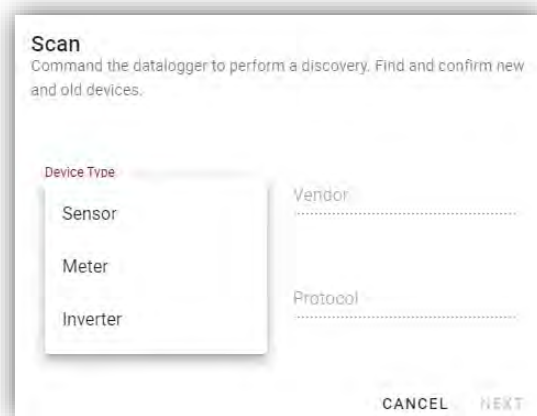 Scan
Command the datalogger to perform a discovery. Find and confirm new
and old devices.
Device Type
Sensor
Vendor
Meter
Inverter
Protocol
CANCEL NEXT